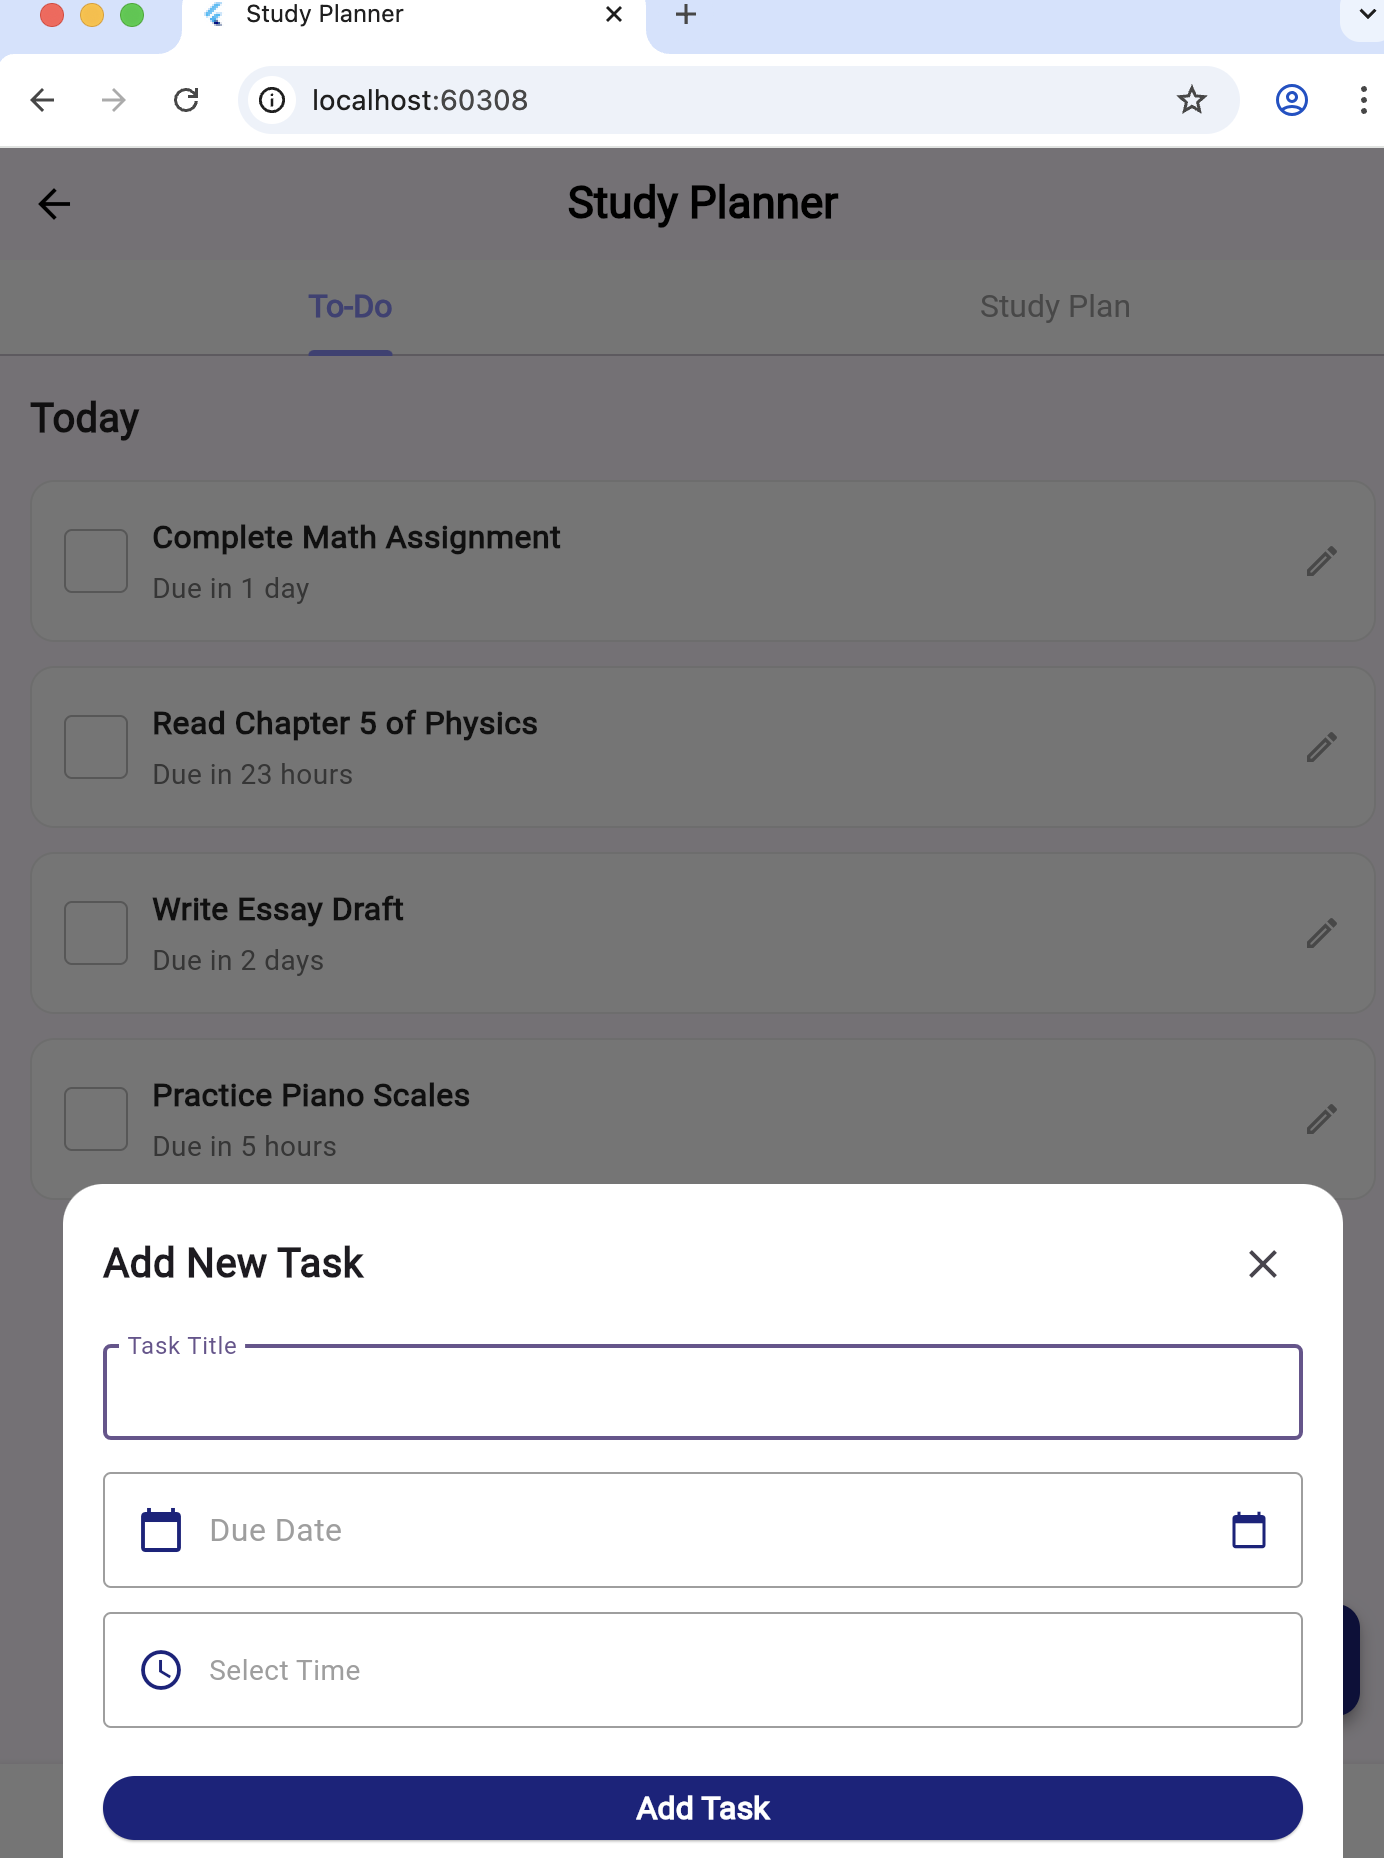 Study Planner
localhost:60308
Study Planner
To-Do
Study Plan
Today
Complete Math Assignment
Due in 1 day
Read Chapter 5 of Physics
Due in 23 hours
Write Essay Draft
Due in 2 days
Practice Piano Scales
Due in 5 hours
Add New Task
Task Title
Due Date
Select Time
Add Task